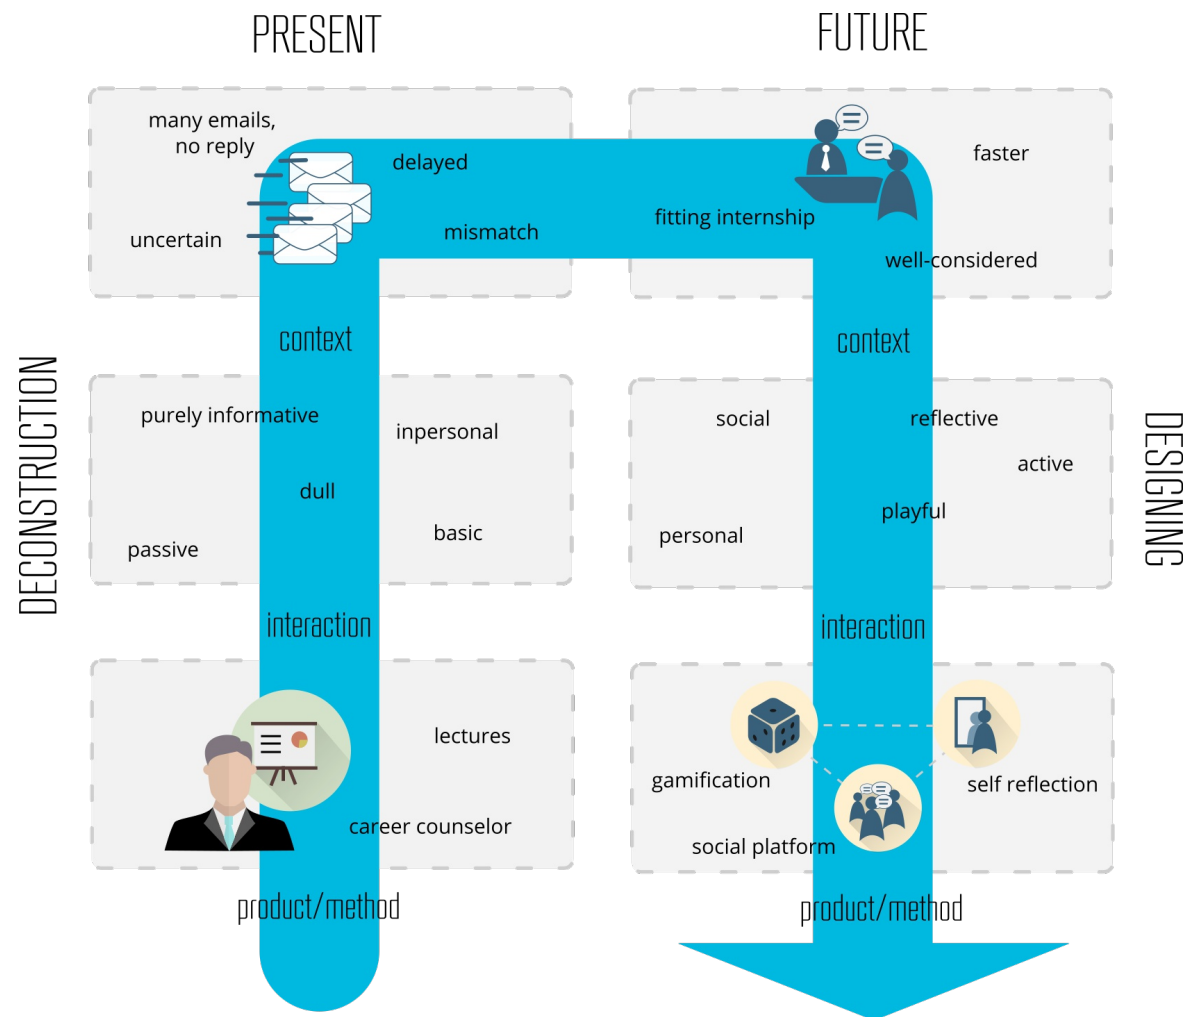 PRESENT
FUTURE
many emails,
no reply
delayed
uncertain
mismatch
fitting internship
faster
well-considered
context
context
DECONSTRUCTION
purely informative
inpersonal
dull
basic
passive
social
reflective
active
playful
personal
DESIGNING
interaction
interaction
lectures
career counselor
gamification
self reflection
social platform
product/method
product/method